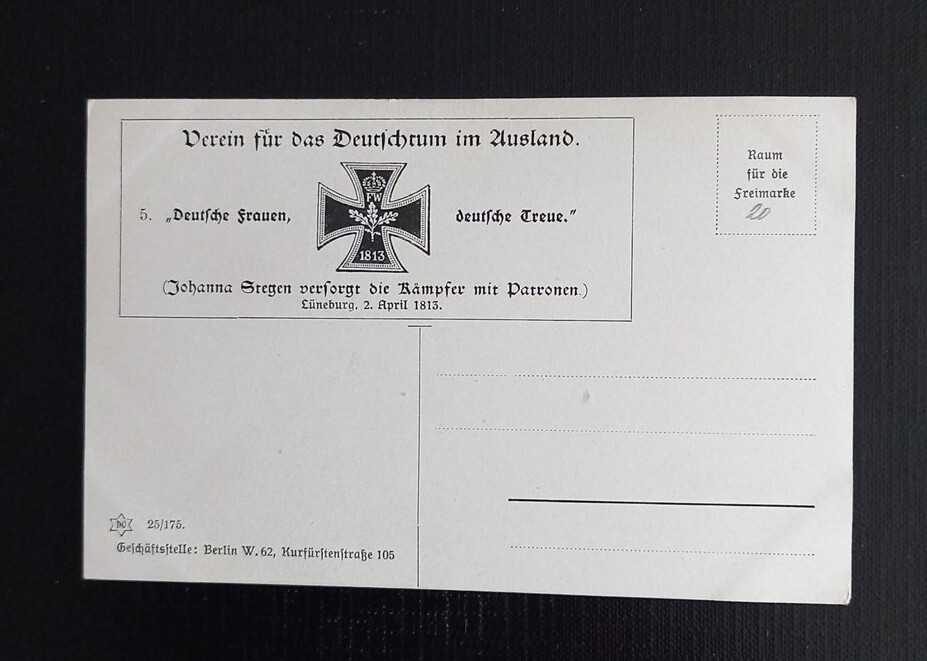 Verein für das Deutschtum im Ausland.
FW
5. „Deutsche Frauen, deutsche Treue.“
1813
(Johanna Stegen versorgt die Kämpfer mit Patronen.)
Lüneburg, 2. April 1813.
Raum
für die
Freimarke
20
25/175.
Geschäftsstelle: Berlin W. 62, Kurfürstenstraße 105